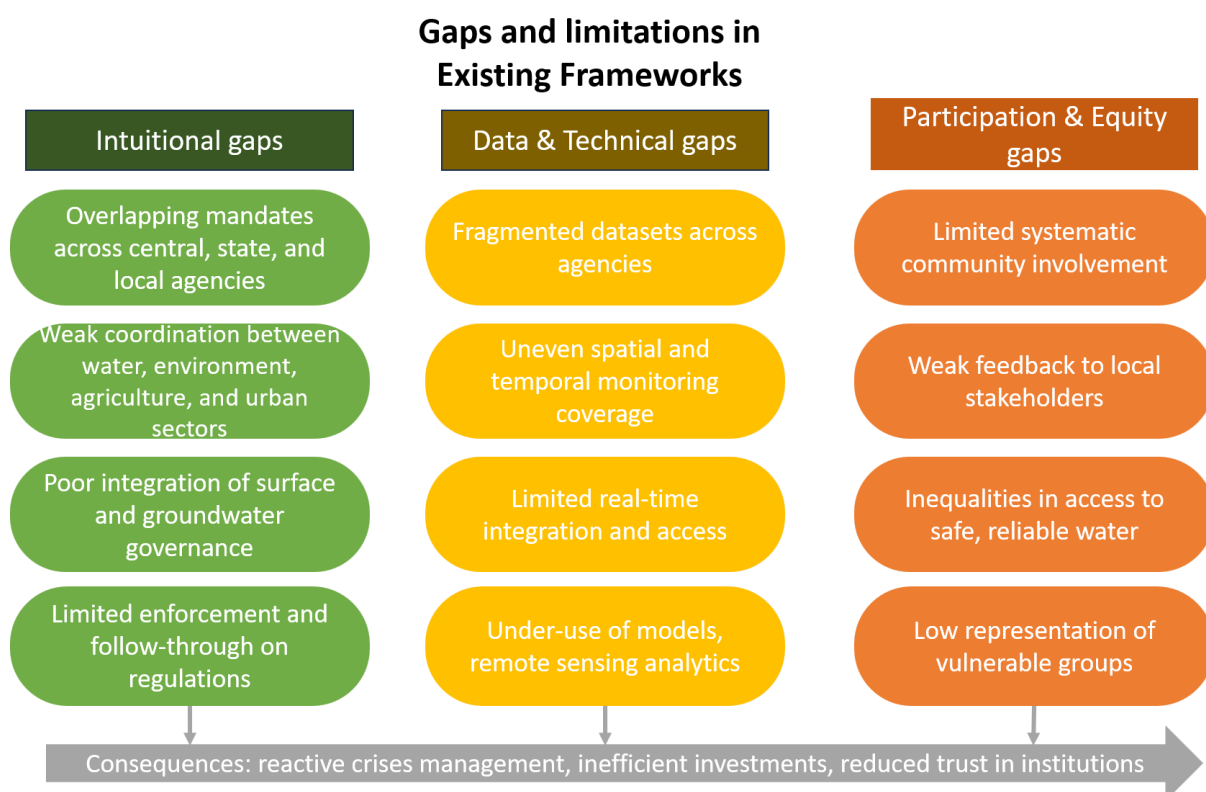 Gaps and limitations in
Existing Frameworks
Intuitional gaps
Overlapping mandates
across central, state, and
local agencies
Weak coordination between
water, environment,
agriculture, and urban
sectors
Poor integration of surface
and groundwater
governance
Limited enforcement and
follow-through on
regulations
Data & Technical gaps
Fragmented datasets across
agencies
Uneven spatial and
temporal monitoring
coverage
Limited real-time
integration and access
Under-use of models,
remote sensing analytics
Participation & Equity
gaps
Limited systematic
community involvement
Weak feedback to local
stakeholders
Inequalities in access to
safe, reliable water
Low representation of
vulnerable groups
Consequences: reactive crises management, inefficient investments, reduced trust in institutions